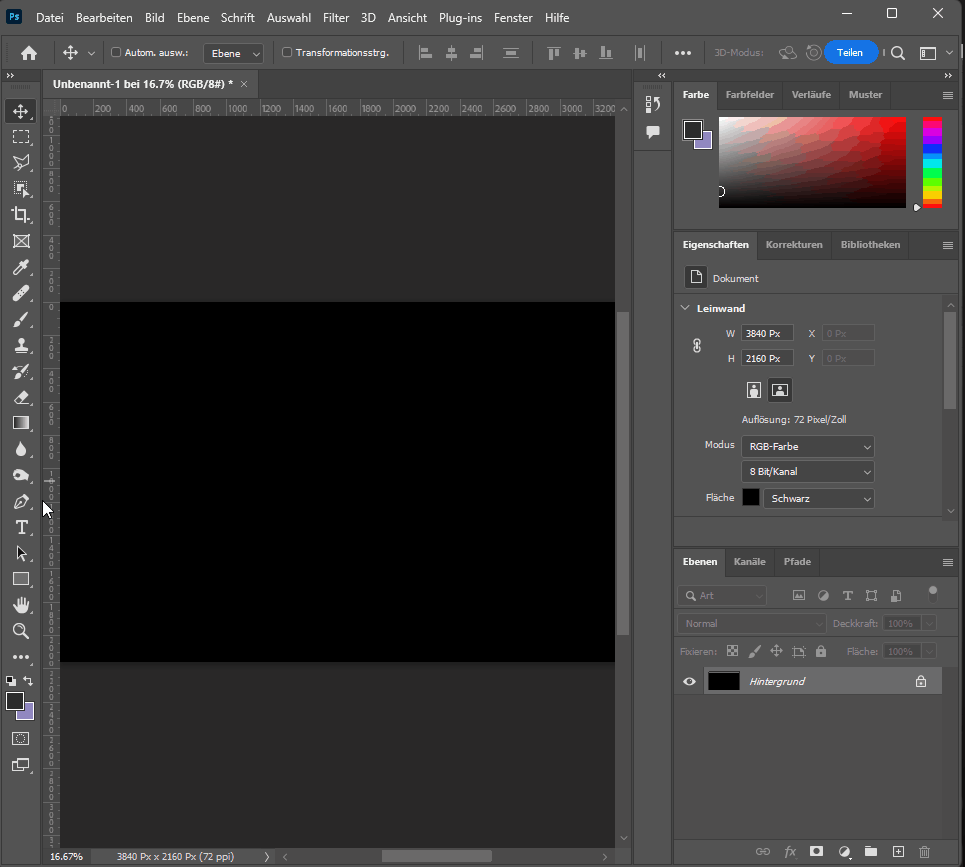 Ps Datei Bearbeiten Bild Ebene Schrift Auswahl Filter 3D Ansicht Plug-ins Fenster Hilfe
Autom. ausw.: Ebene Transformationsstrg. 3D-Modus: Teilen
Unbenannt-1 bei 16.7% (RGB/8#) *
0 200 400 600 800 1000 1200 1400 1600 1800 2000 2200 2400 2600 2800 3000 3200
Farbe Farbfelder Verläufe Muster
Eigenschaften Korrekturen Bibliotheken
Dokument
Leinwand
W 3840 Px X 0 Px
H 2160 Px Y 0 Px
Auflösung: 72 Pixel/Zoll
Modus RGB-Farbe
8 Bit/Kanal
Fläche Schwarz
Ebenen Kanäle Pfade
Art
Normal Deckkraft: 100%
Fixieren: Fläche: 100%
Hintergrund
fx
16.67% 3840 Px x 2160 Px (72 ppi)